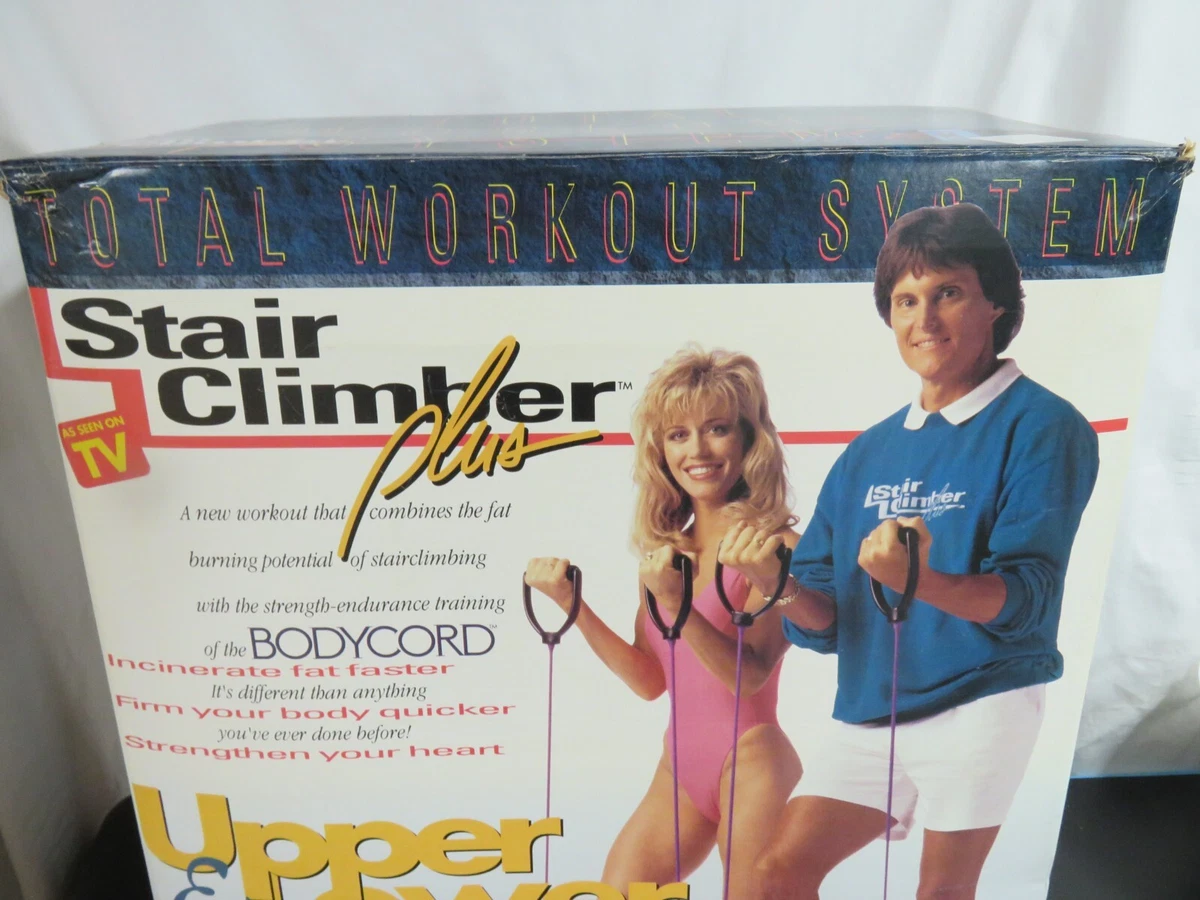 TOTAL WORKOUT SYSTEM
Stair
Climber™
plus
AS SEEN ON
TV
A new workout that combines the fat
burning potential of stairclimbing
with the strength-endurance training
of the BODYCORD™
Incinerate fat faster
It's different than anything
Firm your body quicker
you've ever done before!
Strengthen your heart
Stair
Climber
plus
Upper
& Lower